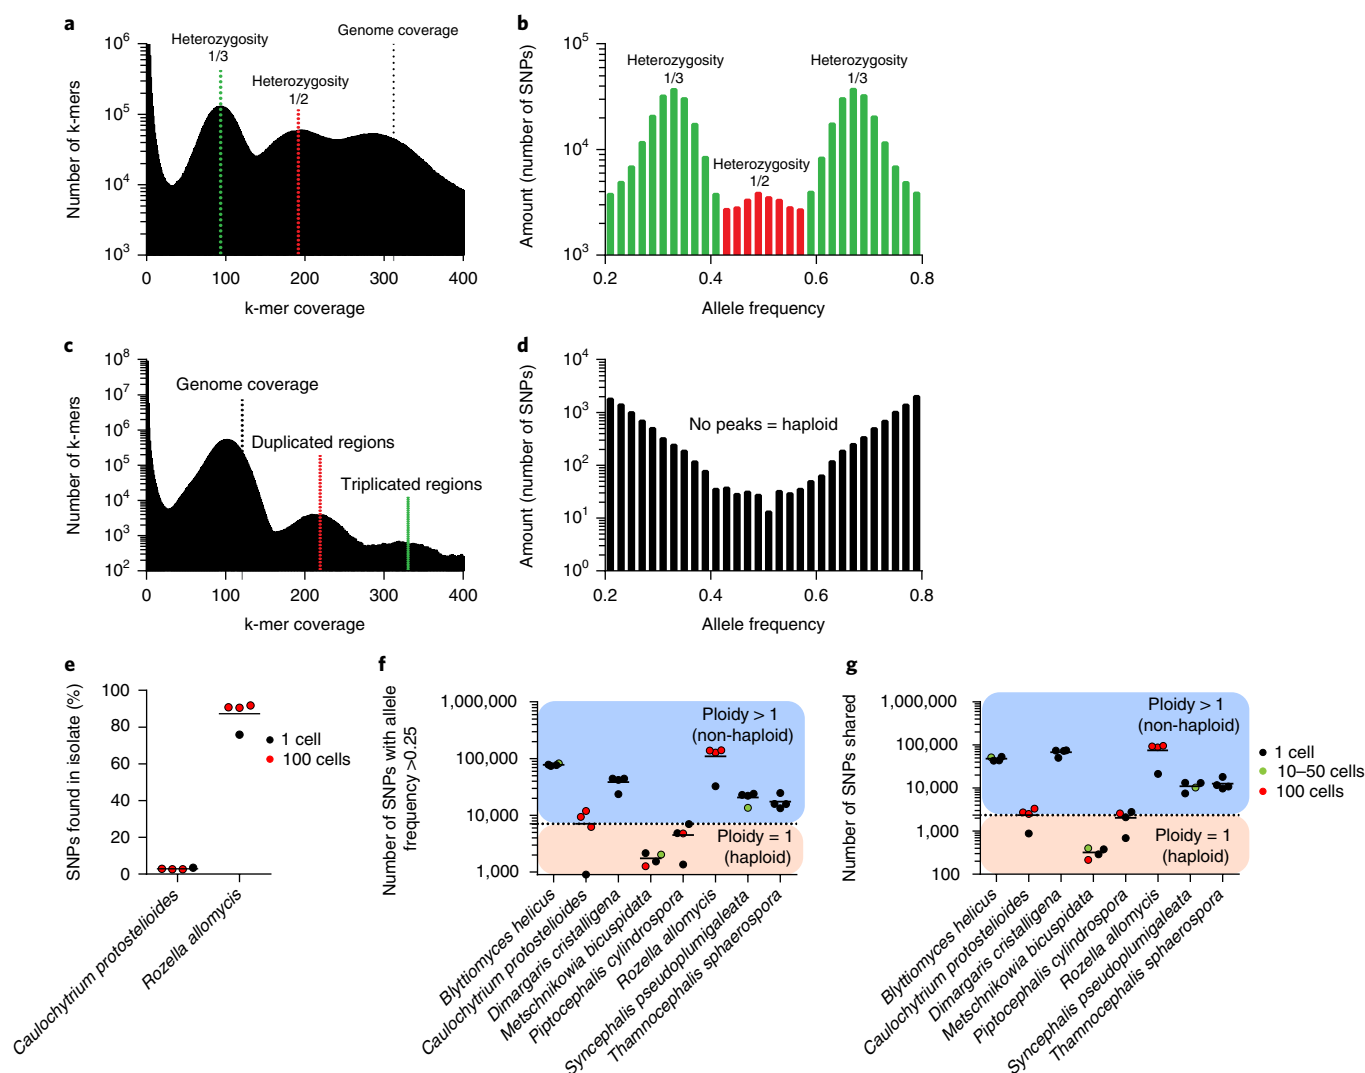 a
Number of k-mers
10^6
10^5
10^4
10^3
Heterozygosity
1/3
Heterozygosity
1/2
Genome coverage
0
100
200
300
400
k-mer coverage
b
Amount (number of SNPs)
10^5
10^4
10^3
Heterozygosity
1/3
Heterozygosity
1/2
Heterozygosity
1/3
0.2
0.4
0.6
0.8
Allele frequency
c
Number of k-mers
10^8
10^7
10^6
10^5
10^4
10^3
10^2
Genome coverage
Duplicated regions
Triplicated regions
0
100
200
300
400
k-mer coverage
d
Amount (number of SNPs)
10^4
10^3
10^2
10^1
10^0
No peaks = haploid
0.2
0.4
0.6
0.8
Allele frequency
e
SNPs found in isolate (%)
100
80
60
40
20
0
1 cell
100 cells
Caulochytrium protostelioides
Rozella allomycis
f
Number of SNPs with allele
frequency >0.25
1,000,000
100,000
10,000
1,000
Ploidy > 1
(non-haploid)
Ploidy = 1
(haploid)
Blyttiomyces helicus
Caulochytrium protostelioides
Dimargaris cristalligena
Metschnikowia bicuspidata
Piptocephalis cylindrospora
Rozella allomycis
Syncephalis pseudoplumigaleata
Thamnocephalis sphaerospora
g
Number of SNPs shared
1,000,000
100,000
10,000
1,000
100
Ploidy > 1
(non-haploid)
Ploidy = 1
(haploid)
1 cell
10–50 cells
100 cells
Blyttiomyces helicus
Caulochytrium protostelioides
Dimargaris cristalligena
Metschnikowia bicuspidata
Piptocephalis cylindrospora
Rozella allomycis
Syncephalis pseudoplumigaleata
Thamnocephalis sphaerospora